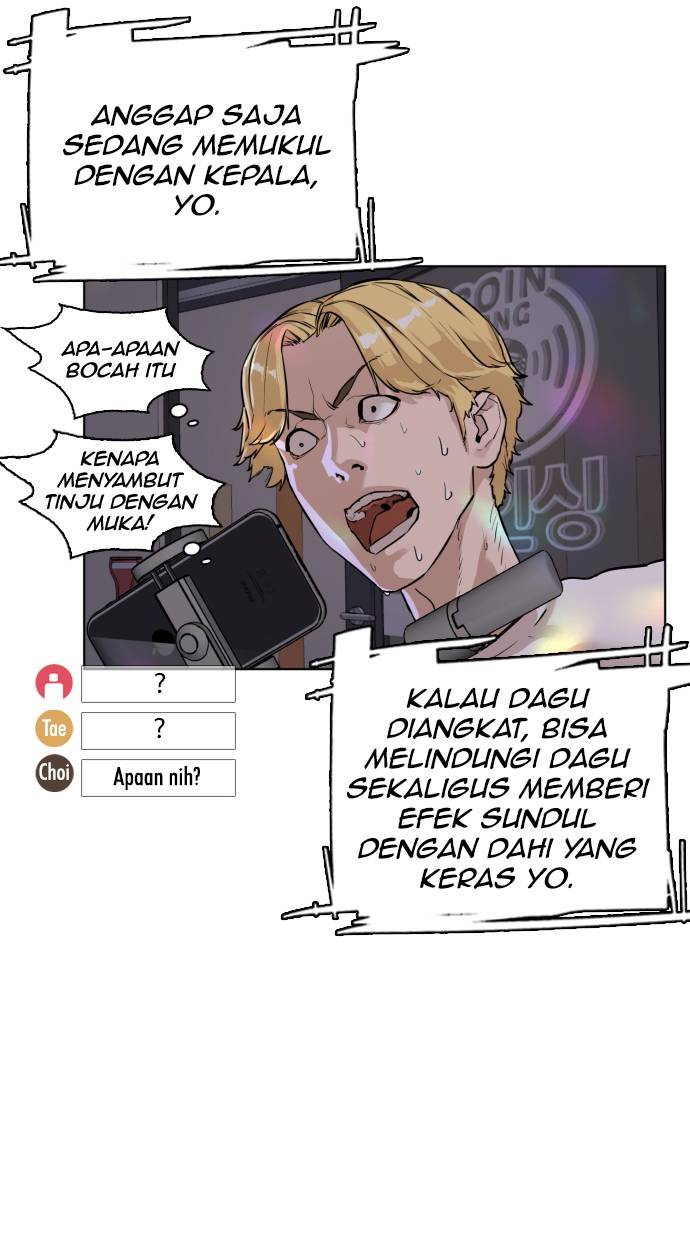 ANGGAP SAJA
SEDANG MEMUKUL
DENGAN KEPALA,
YO.
APA-APAAN
BOCAH ITU
KENAPA
MENYAMBUT
TINJU DENGAN
MUKA!
COIN
?
Tae
?
Choi
Apaan nih?
KALAU DAGU
DIANGKAT, BISA
MELINDUNGI DAGU
SEKALIGUS MEMBERI
EFEK SUNDUL
DENGAN DAHI YANG
KERAS YO.